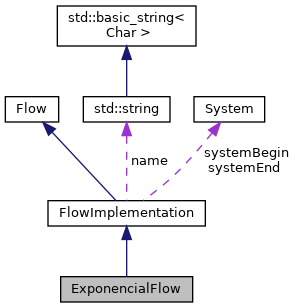 std::basic_string<
Char >
Flow
std::string
System
name
systemBegin
systemEnd
FlowImplementation
ExponencialFlow